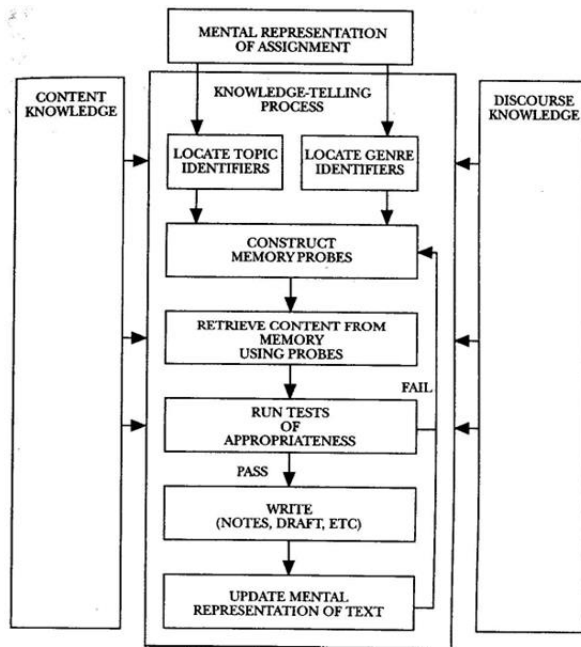 MENTAL REPRESENTATION
OF ASSIGNMENT
CONTENT
KNOWLEDGE
KNOWLEDGE-TELLING
PROCESS
DISCOURSE
KNOWLEDGE
LOCATE TOPIC
IDENTIFIERS
LOCATE GENRE
IDENTIFIERS
CONSTRUCT
MEMORY PROBES
RETRIEVE CONTENT FROM
MEMORY
USING PROBES
FAIL
RUN TESTS
OF
APPROPRIATENESS
PASS
WRITE
(NOTES, DRAFT, ETC)
UPDATE MENTAL
REPRESENTATION OF TEXT